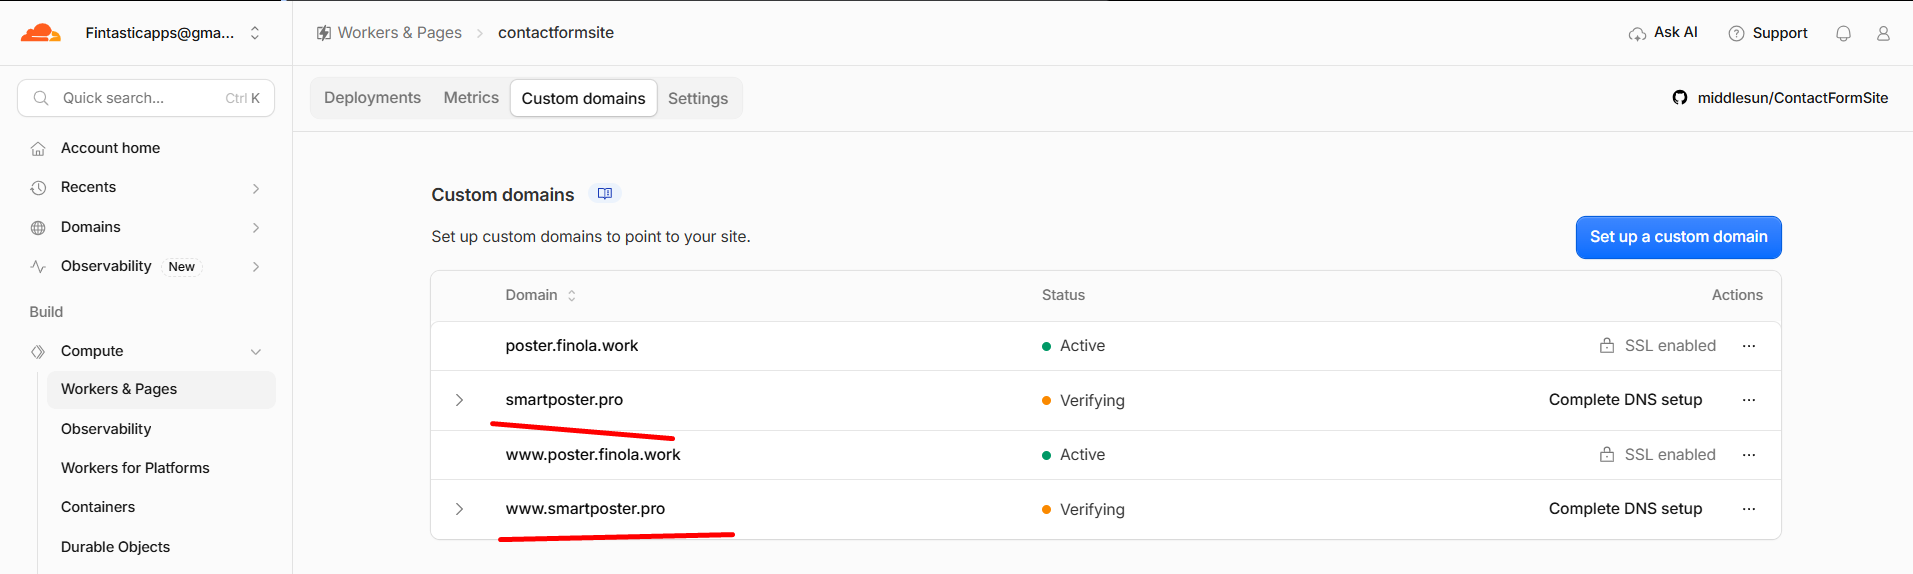 Fintasticapps@gma...
Workers & Pages > contactformsite
Ask AI
Support
Quick search... Ctrl K
Deployments Metrics Custom domains Settings
middlesun/ContactFormSite
Account home
Recents
Domains
Observability New
Build
Compute
Workers & Pages
Observability
Workers for Platforms
Containers
Durable Objects
Custom domains
Set up custom domains to point to your site.
Set up a custom domain
Domain Status Actions
poster.finola.work Active SSL enabled ...
smartposter.pro Verifying Complete DNS setup ...
www.poster.finola.work Active SSL enabled ...
www.smartposter.pro Verifying Complete DNS setup ...